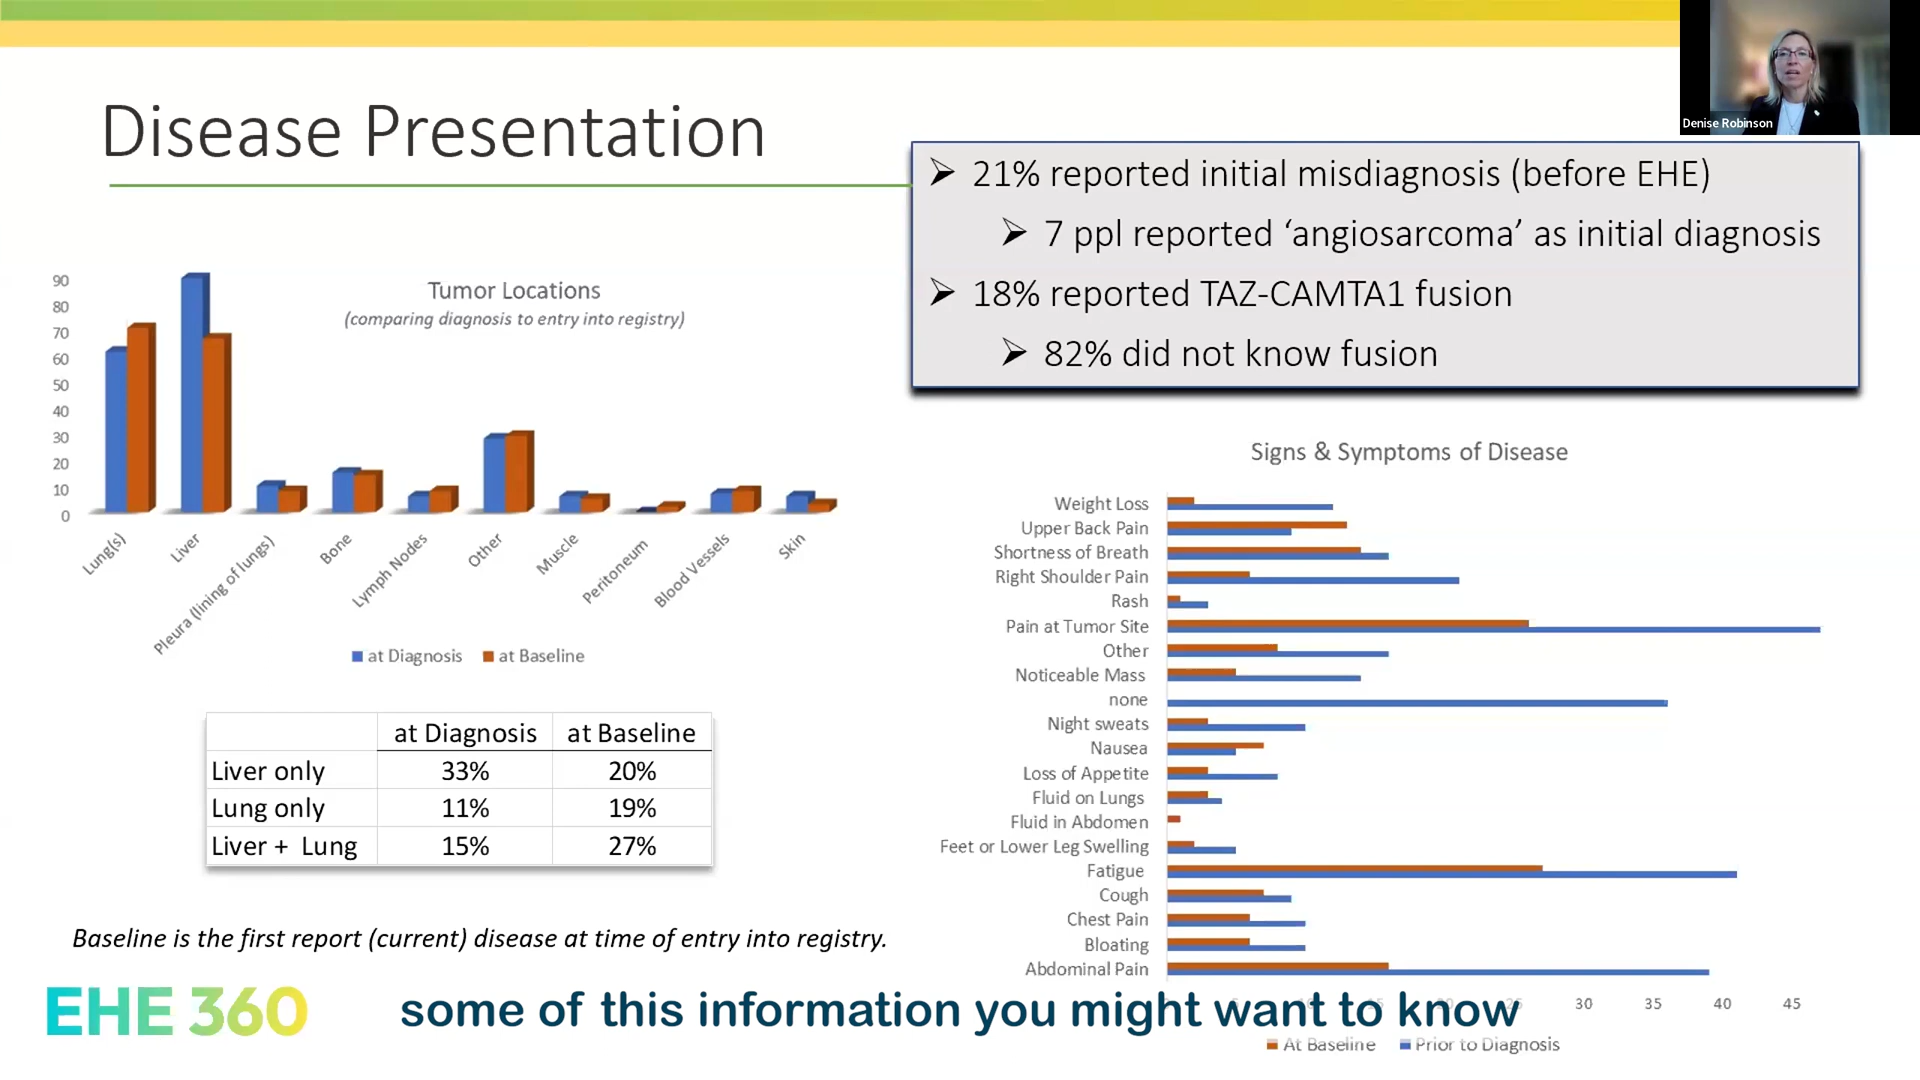 Denise Robinson
Disease Presentation
21% reported initial misdiagnosis (before EHE)
7 ppl reported ‘angiosarcoma’ as initial diagnosis
18% reported TAZ-CAMTA1 fusion
82% did not know fusion
Tumor Locations
(comparing diagnosis to entry into registry)
90
80
70
60
50
40
30
20
10
0
Lung(s)
Liver
Pleura (lining of lungs)
Bone
Lymph Nodes
Other
Muscle
Peritoneum
Blood Vessels
Skin
at Diagnosis at Baseline
at Diagnosis at Baseline
Liver only 33% 20%
Lung only 11% 19%
Liver + Lung 15% 27%
Baseline is the first report (current) disease at time of entry into registry.
Signs & Symptoms of Disease
Weight Loss
Upper Back Pain
Shortness of Breath
Right Shoulder Pain
Rash
Pain at Tumor Site
Other
Noticeable Mass
none
Night sweats
Nausea
Loss of Appetite
Fluid on Lungs
Fluid in Abdomen
Feet or Lower Leg Swelling
Fatigue
Cough
Chest Pain
Bloating
Abdominal Pain
30 35 40 45
At Baseline Prior to Diagnosis
EHE 360
some of this information you might want to know